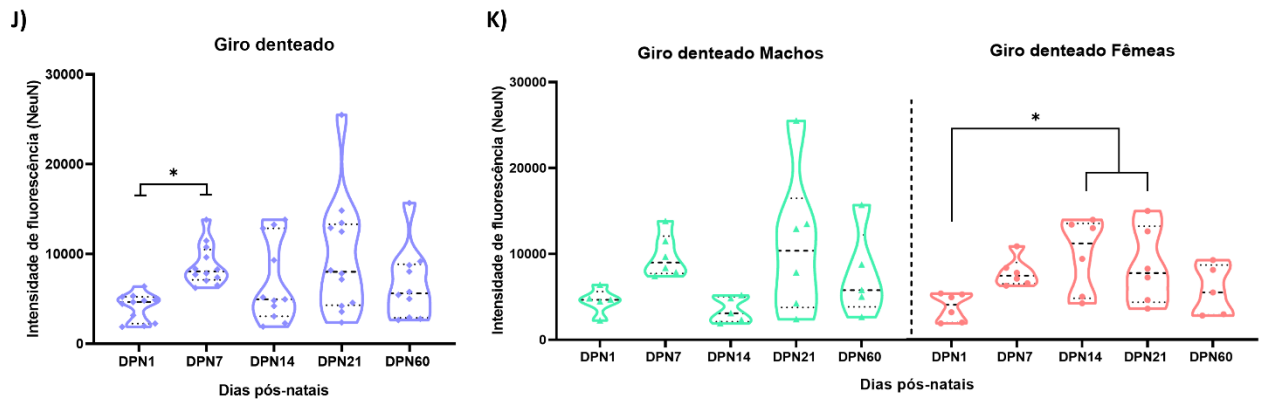 J)
Giro denteado
Intensidade de fluorescência (NeuN)
30000
20000
10000
0
*
DPN1 DPN7 DPN14 DPN21 DPN60
Dias pós-natais
K)
Giro denteado Machos
Giro denteado Fêmeas
Intensidade de fluorescência (NeuN)
30000
20000
10000
0
*
DPN1 DPN7 DPN14 DPN21 DPN60 DPN1 DPN7 DPN14 DPN21 DPN60
Dias pós-natais